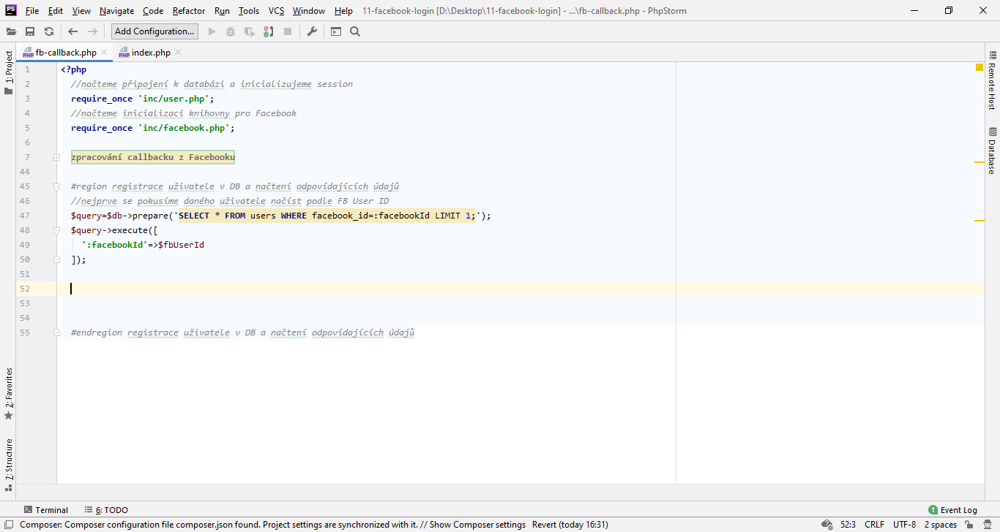 PS File Edit View Navigate Code Refactor Run Tools VCS Window Help 11-facebook-login [D:\Desktop\11-facebook-login] - ...\fb-callback.php - PhpStorm
Add Configuration...
PHP fb-callback.php PHP index.php
1: Project
2: Favorites
7: Structure
1 <?php
2 //načteme připojení k databázi a inicializujeme session
3 require_once 'inc/user.php';
4 //načteme inicializaci knihovny pro Facebook
5 require_once 'inc/facebook.php';
6
7 zpracování callbacku z Facebooku
44
45 #region registrace uživatele v DB a načtení odpovídajících údajů
46 //nejprve se pokusíme daného uživatele načíst podle FB User ID
47 $query=$db->prepare('SELECT * FROM users WHERE facebook_id=:facebookId LIMIT 1;');
48 $query->execute([
49 ':facebookId'=>$fbUserId
50 ]);
51
52
53
54
55 #endregion registrace uživatele v DB a načtení odpovídajících údajů
Remote Host
Database
Terminal 6: TODO 1 Event Log
Composer: Composer configuration file composer.json found. Project settings are synchronized with it. // Show Composer settings Revert (today 16:31) 52:3 CRLF UTF-8 2 spaces